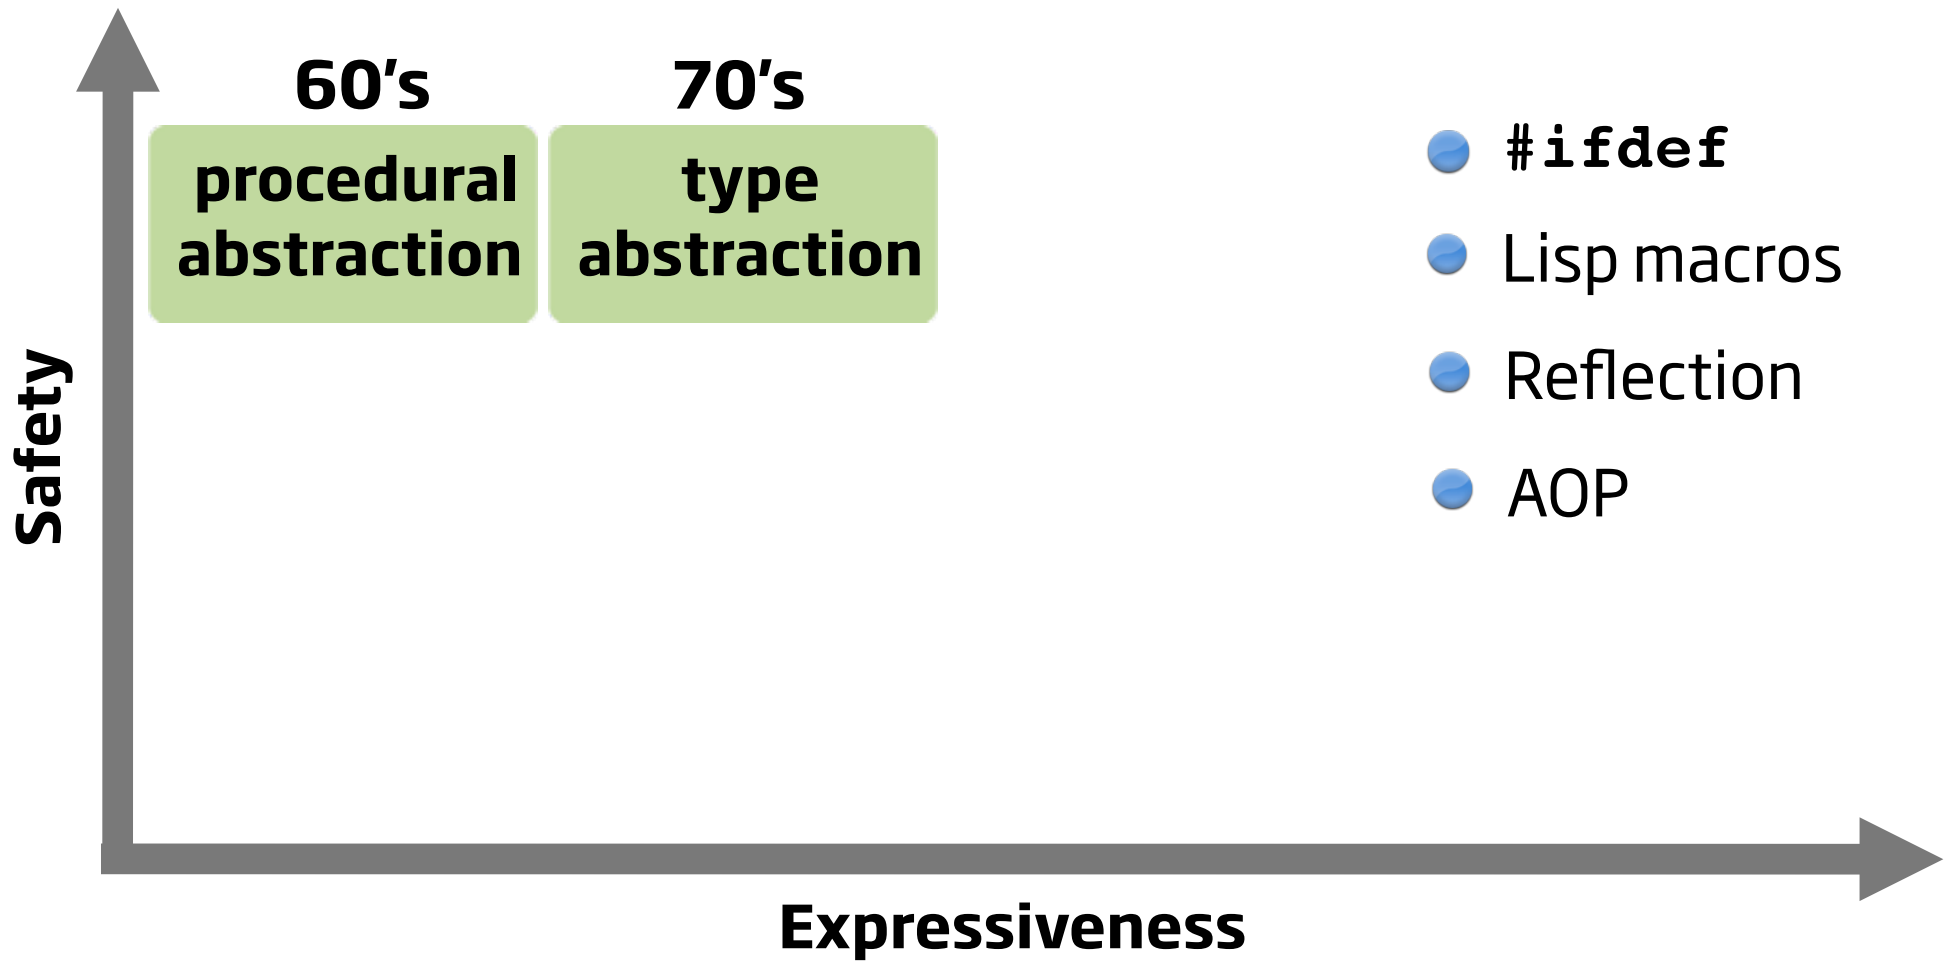 60's
procedural
abstraction
70's
type
abstraction
#ifdef
Lisp macros
Reflection
AOP
Safety
Expressiveness